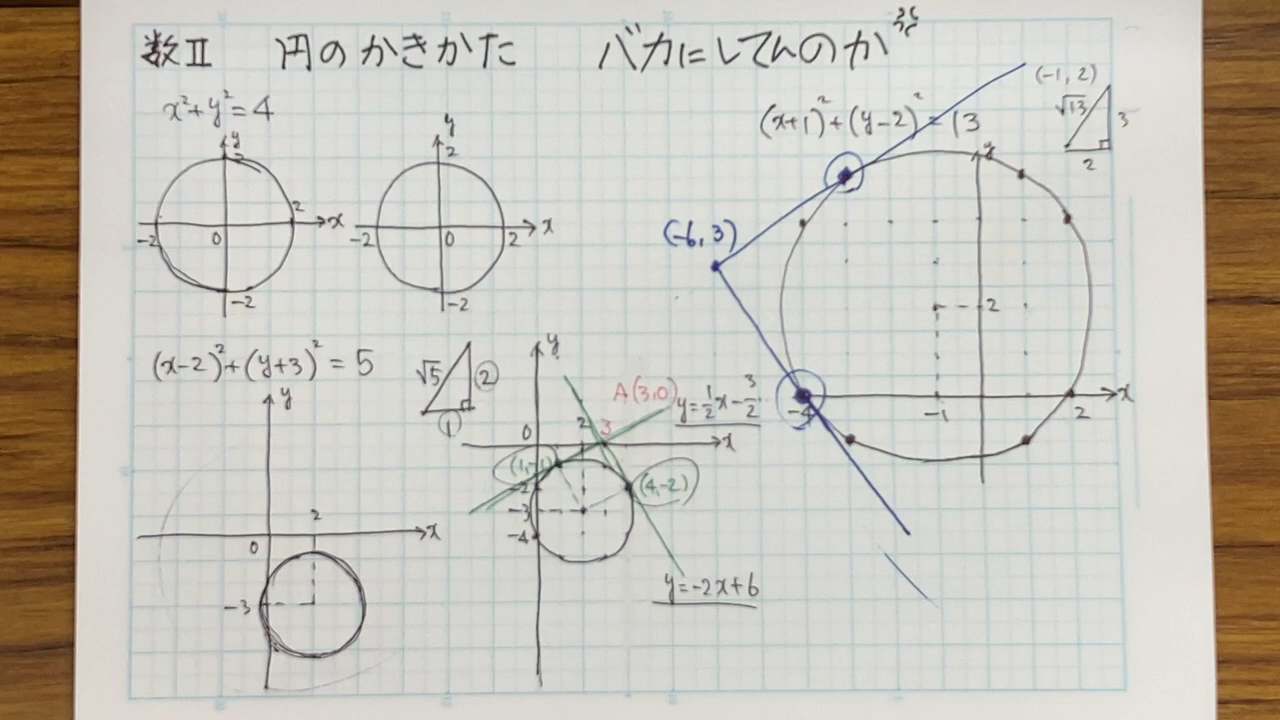 数Ⅱ 円のかきかた バカにしてんのか
x²+y²=4
y
2
-2
0
2
x
-2
y
2
-2
0
2
x
-2
(x-2)²+(y+3)²=5
√5
②
①
y
2
0
x
-3
y
A(3,0)
y=½x-3/2
0
2
3
x
(1,-1)
-2
(4,-2)
-3
-4
y=-2x+6
(x+1)²+(y-2)²=13
(-1,2)
√13
3
2
y
(-6,3)
2
-4
-1
2
x